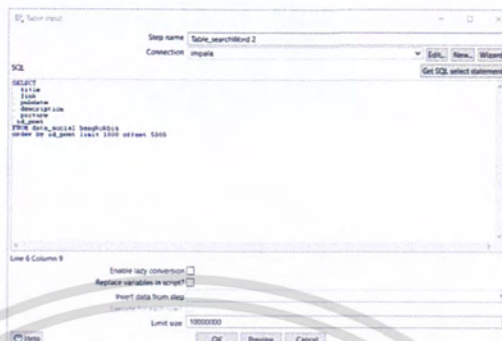 Table input
Step name Table_searchWord 2
Connection impala Edit... New... Wizard
SQL Get SQL select statement
SELECT
title
, link
, pubdate
, description
, picture
, id_post
FROM data_social
order by id_post limit 1000 offset
Line 6 Column 9
Enable lazy conversion
Replace variables in script?
Insert data from step
Limit size 10000000
Help OK Preview Cancel